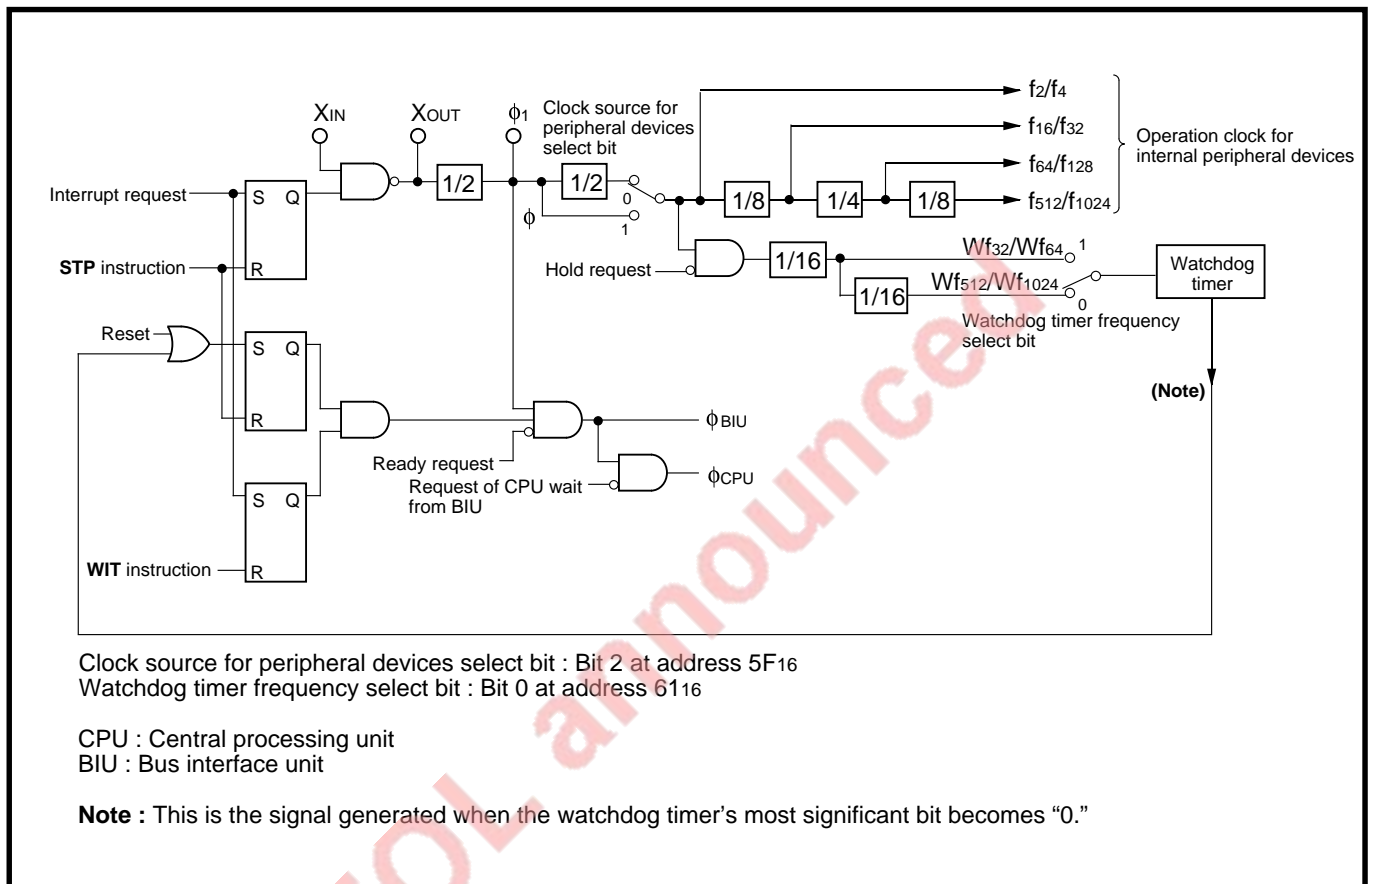 XIN
XOUT
ϕ1
Clock source for
peripheral devices
select bit
f2/f4
f16/f32
f64/f128
f512/f1024
Operation clock for
internal peripheral devices
Interrupt request
S Q
R
1/2
1/2
0
ϕ
1
1/8
1/4
1/8
STP instruction
Hold request
1/16
Wf32/Wf64
1
Wf512/Wf1024
1/16
0
Watchdog
timer
Watchdog timer frequency
select bit
Reset
S Q
R
(Note)
ϕBIU
Ready request
Request of CPU wait
from BIU
ϕCPU
S Q
R
WIT instruction
Clock source for peripheral devices select bit : Bit 2 at address 5F16
Watchdog timer frequency select bit : Bit 0 at address 6116
CPU : Central processing unit
BIU : Bus interface unit
Note : This is the signal generated when the watchdog timer’s most significant bit becomes “0.”
announced